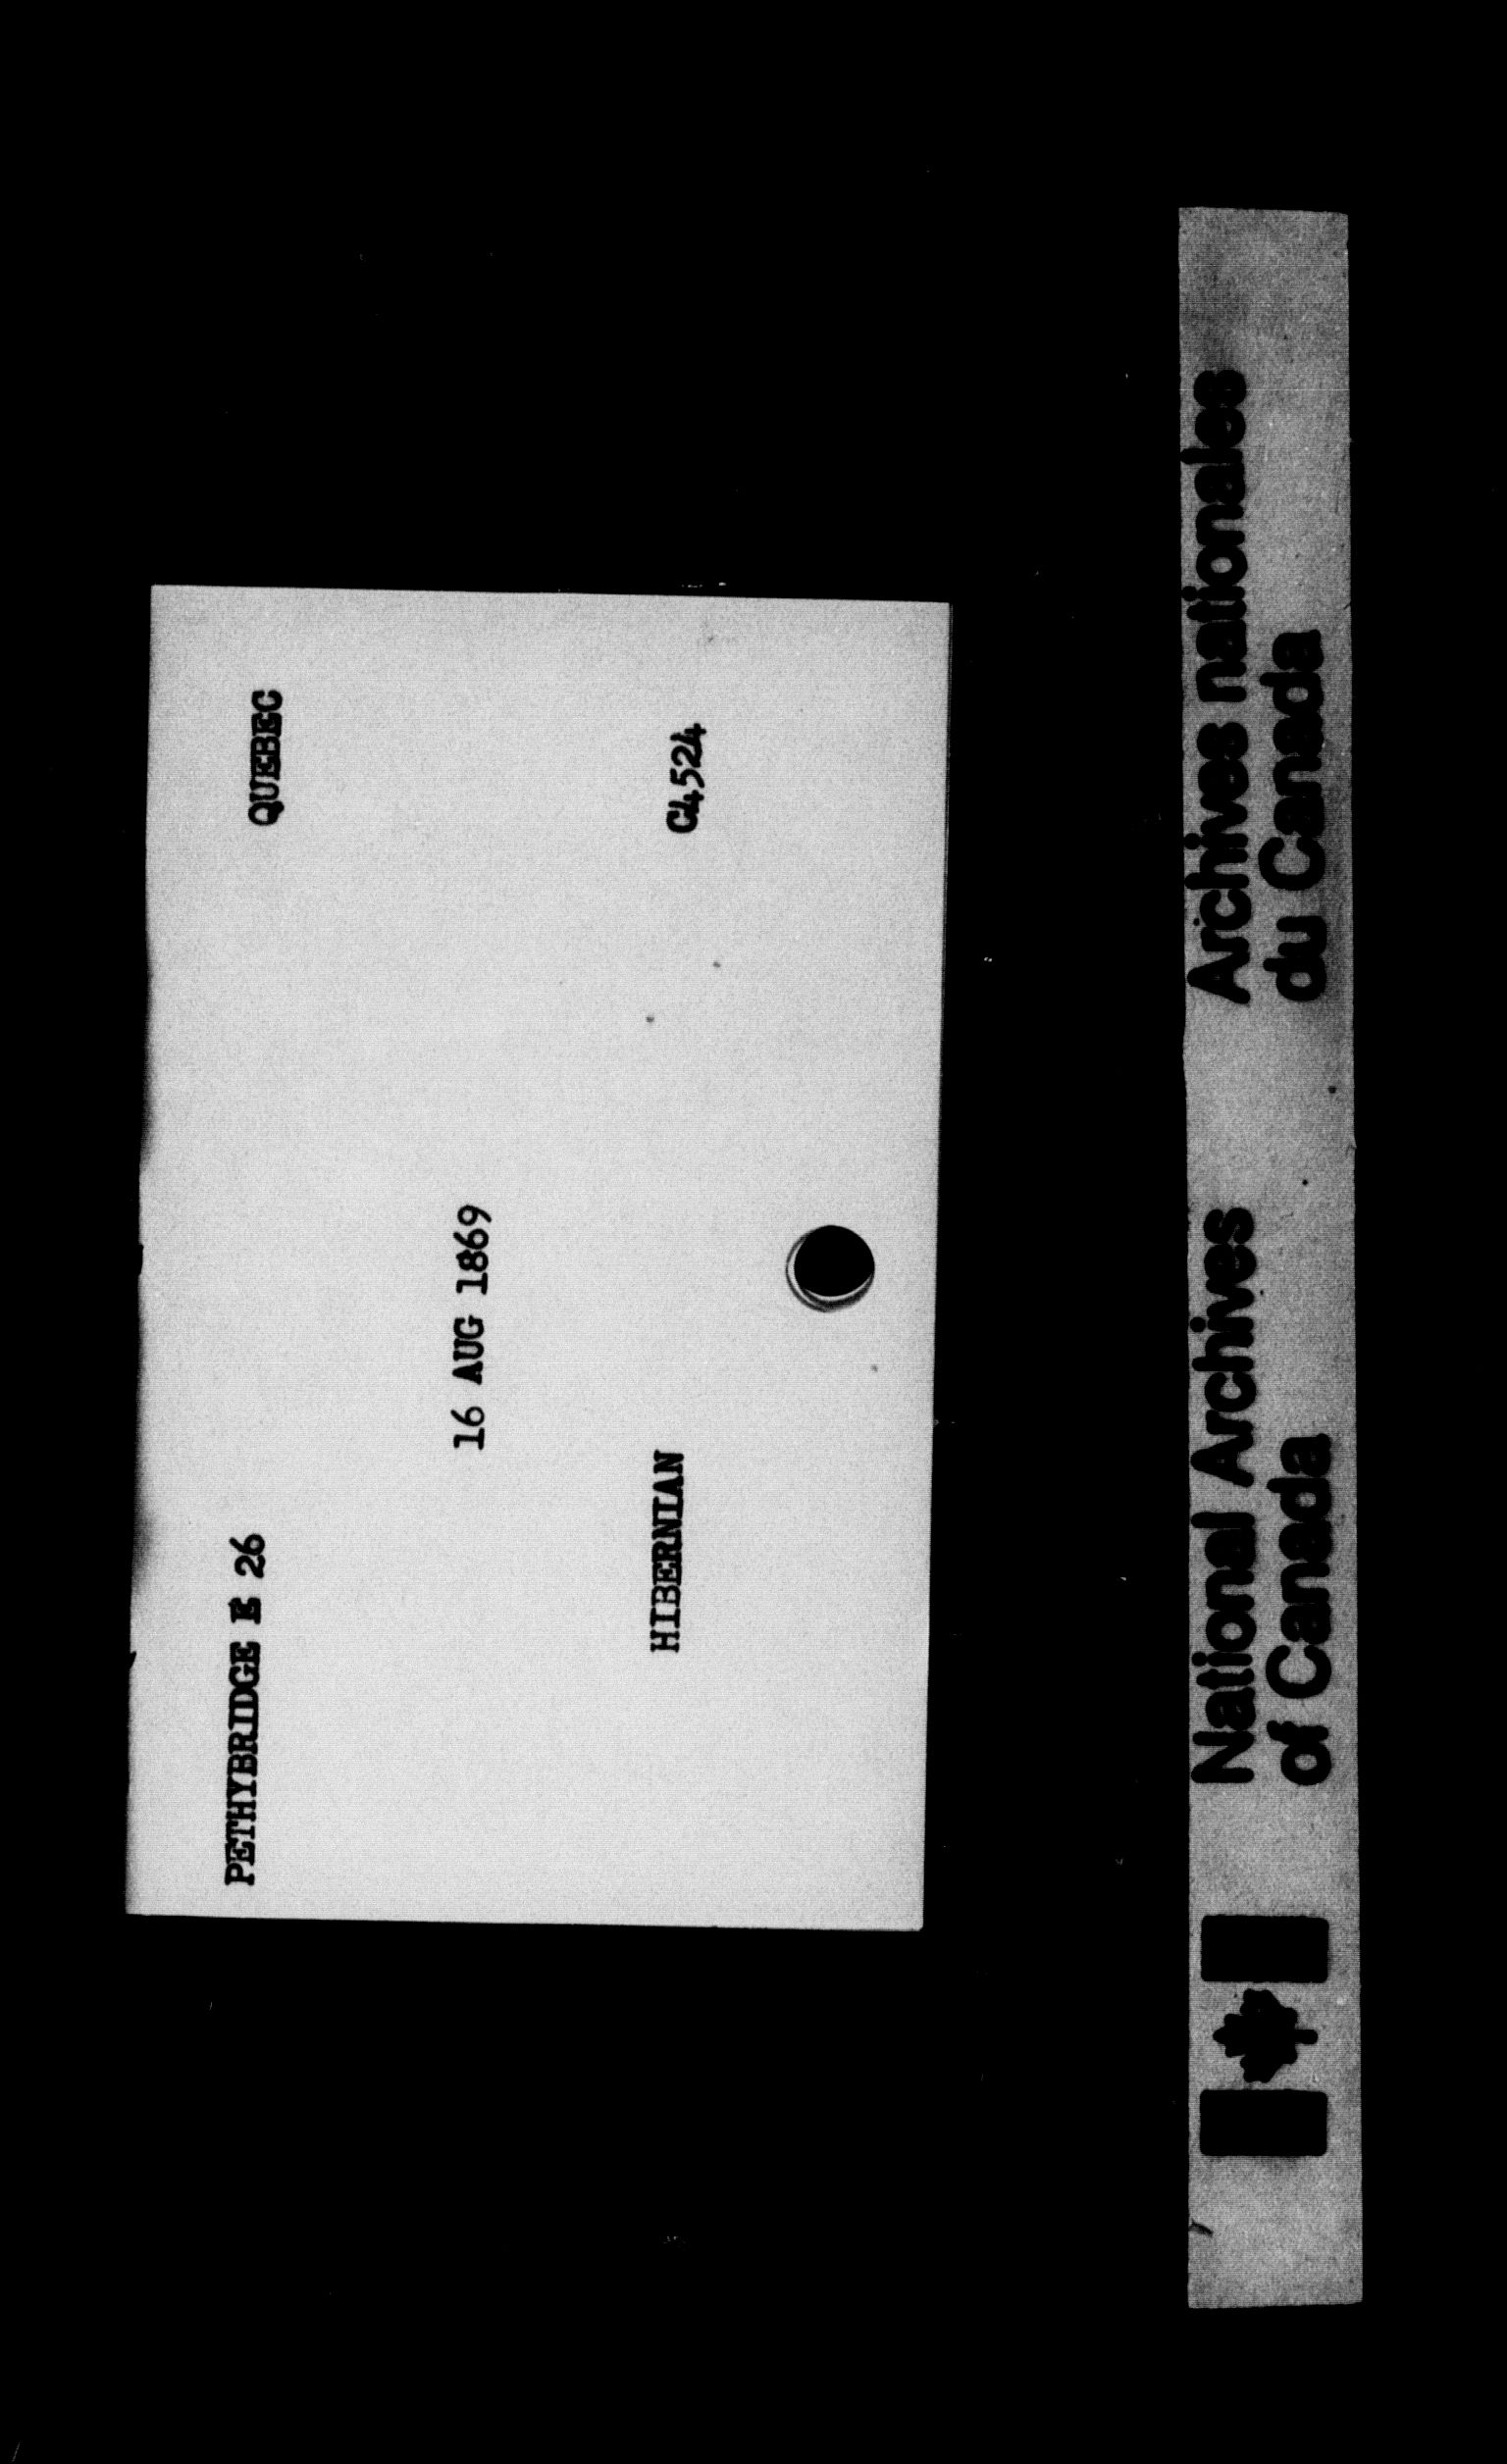 PETHYBRIDGE E 26 QUEBEC
16 AUG 1869
HIBERNIAN C4524
National Archives
of Canada
Archives nationales
du Canada